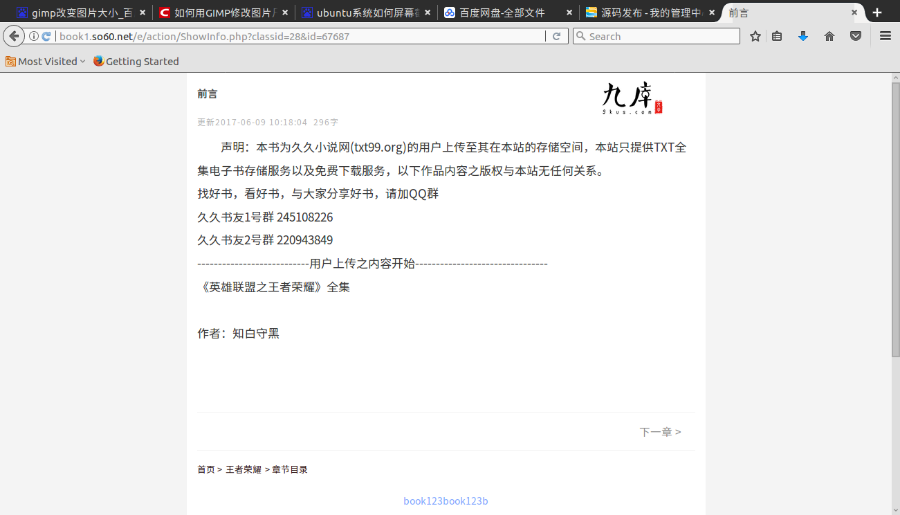 gimp改变图片大小_百
如何用GIMP修改图片
ubuntu系统如何屏幕
百度网盘-全部文件
源码发布 - 我的管理中
前言
book1.so60.net/e/action/ShowInfo.php?classid=28&id=67687
Search
Most Visited
Getting Started
前言
九库
9kus.com
更新2017-06-09 10:18:04 296字
声明：本书为久久小说网(txt99.org)的用户上传至其在本站的存储空间，本站只提供TXT全
集电子书存储服务以及免费下载服务，以下作品内容之版权与本站无任何关系。
找好书，看好书，与大家分享好书，请加QQ群
久久书友1号群 245108226
久久书友2号群 220943849
---------------------------用户上传之内容开始--------------------------------
《英雄联盟之王者荣耀》全集
作者：知白守黑
下一章 >
首页 > 王者荣耀 > 章节目录
book123book123b